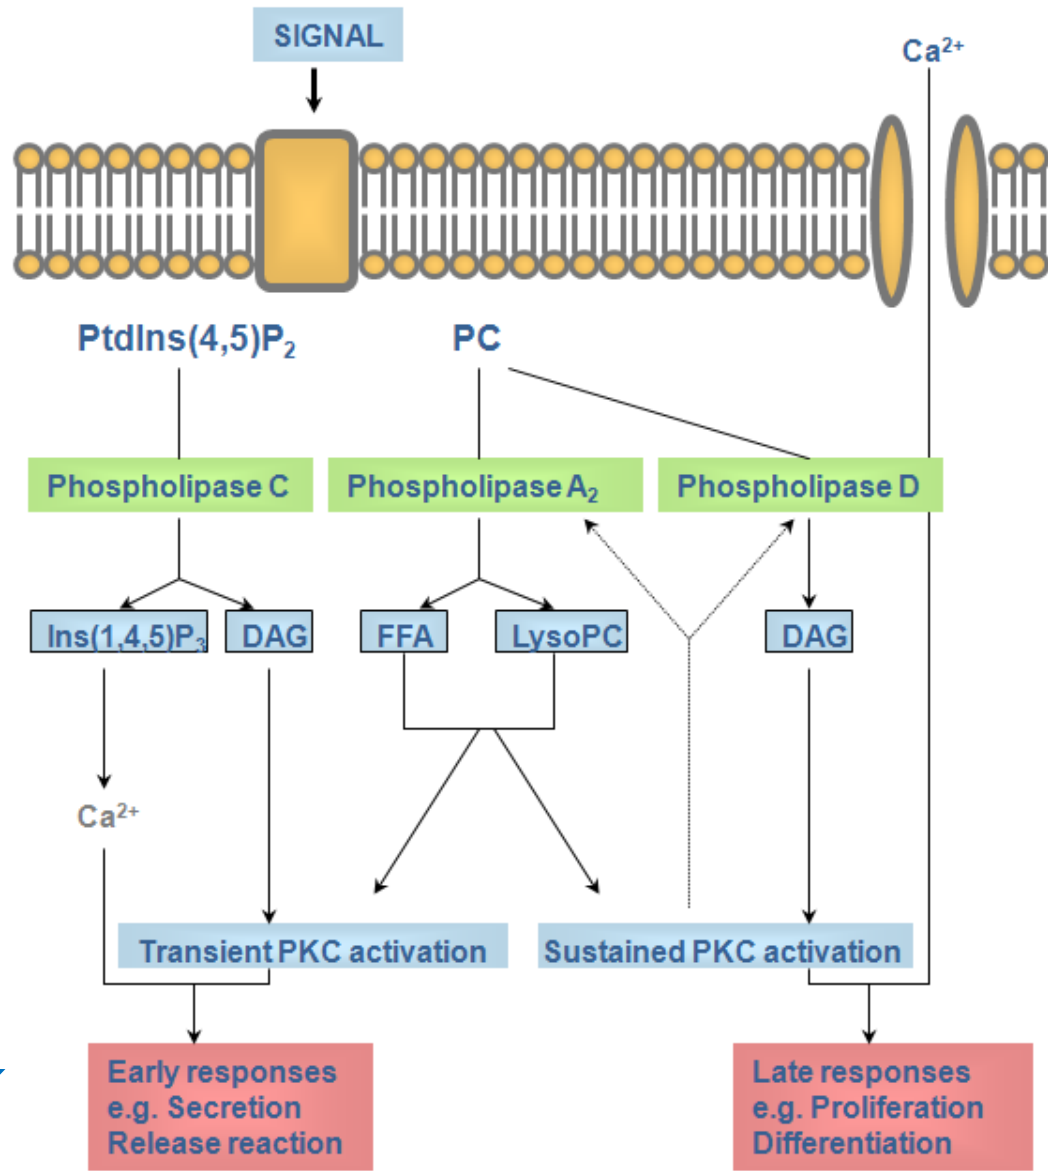 SIGNAL
Ca²⁺
PtdIns(4,5)P₂
PC
Phospholipase C
Phospholipase A₂
Phospholipase D
Ins(1,4,5)P₃
DAG
FFA
LysoPC
DAG
Ca²⁺
Transient PKC activation
Sustained PKC activation
Early responses
e.g. Secretion
Release reaction
Late responses
e.g. Proliferation
Differentiation